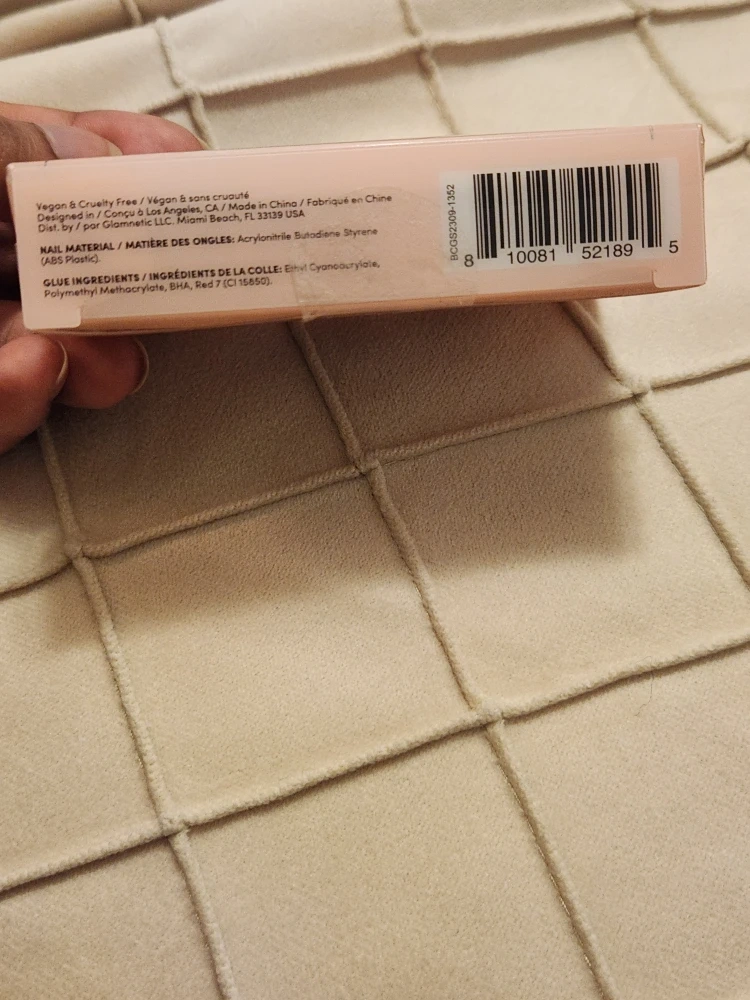 Vegan & Cruelty Free / Végan & sans cruauté
Designed in / Conçu à Los Angeles, CA / Made in China / Fabriqué en Chine
Dist. by / par Glamnetic LLC. Miami Beach, FL 33139 USA
NAIL MATERIAL / MATIÈRE DES ONGLES: Acrylonitrile Butadiene Styrene
(ABS Plastic).
GLUE INGREDIENTS / INGRÉDIENTS DE LA COLLE: Ethyl Cyanoacrylate,
Polymethyl Methacrylate, BHA, Red 7 (CI 15850).
BCGS2309-1352
8 10081 52189 5